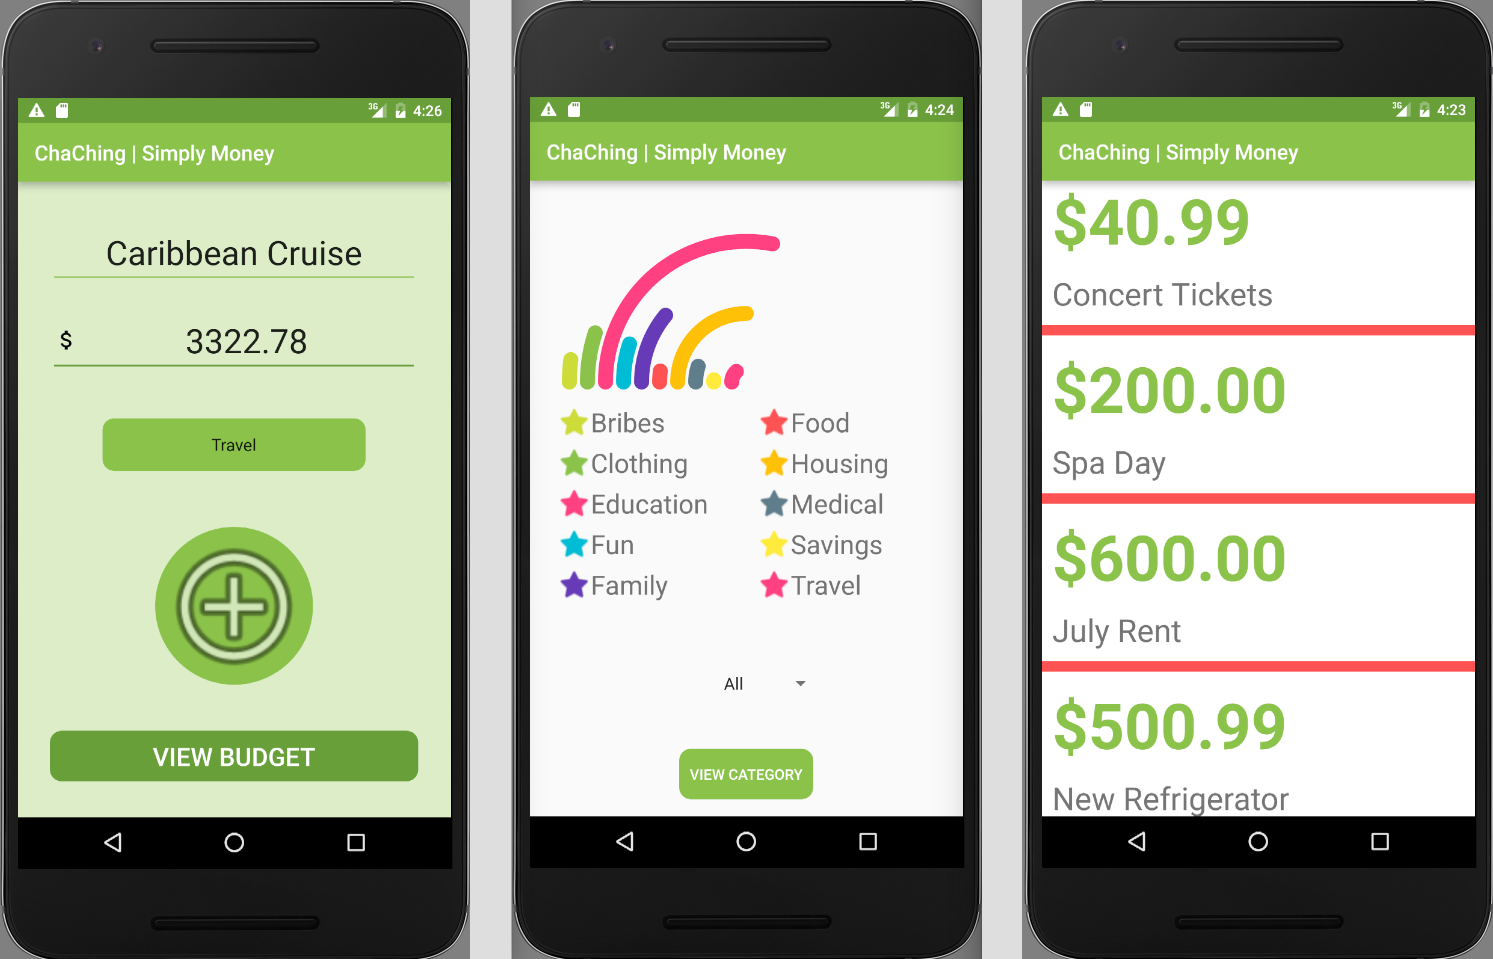 3G 4:26
ChaChing | Simply Money
Caribbean Cruise
$ 3322.78
Travel
VIEW BUDGET
3G 4:24
ChaChing | Simply Money
Bribes Food
Clothing Housing
Education Medical
Fun Savings
Family Travel
All
VIEW CATEGORY
3G 4:23
ChaChing | Simply Money
$40.99
Concert Tickets
$200.00
Spa Day
$600.00
July Rent
$500.99
New Refrigerator